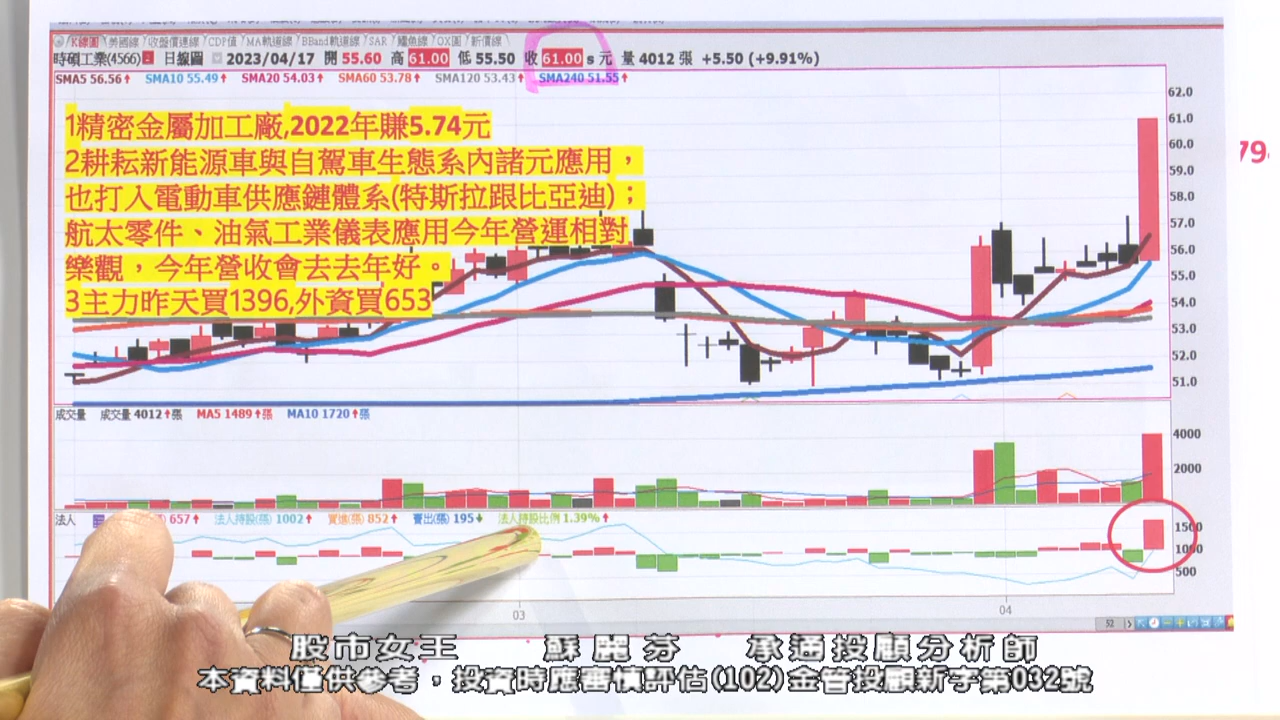 K線圖 美國線 收盤價連線 CDP值 MA軌道線 BBand軌道線 SAR 鱷魚線 OX圖 新價線
時碩工業(4566) 日線圖 2023/04/17 開 55.60 高 61.00 低 55.50 收 61.00 s 元 量 4012 張 +5.50 (+9.91%)
SMA5 56.56↑ SMA10 55.49↑ SMA20 54.03↑ SMA60 53.78↑ SMA120 53.43↑ SMA240 51.55↑
1精密金屬加工廠,2022年賺5.74元
2耕耘新能源車與自駕車生態系內諸元應用，
也打入電動車供應鏈體系(特斯拉跟比亞迪)；
航太零件、油氣工業儀表應用今年營運相對
樂觀，今年營收會去去年好。
3主力昨天買1396,外資買653
62.0
61.0
60.0
59.0
58.0
57.0
56.0
55.0
54.0
53.0
52.0
51.0
79
成交量 成交量 4012↑張 MA5 1489↑張 MA10 1720↑張
4000
2000
法人 657↑ 法人持股(張) 1002↑ 買進(張) 852↑ 賣出(張) 195↓ 法人持股比例 1.39%↑
1500
1000
500
03 04
52
股市女王 蘇麗芬 承通投顧分析師
本資料僅供參考，投資時應審慎評估(102)金管投顧新字第032號